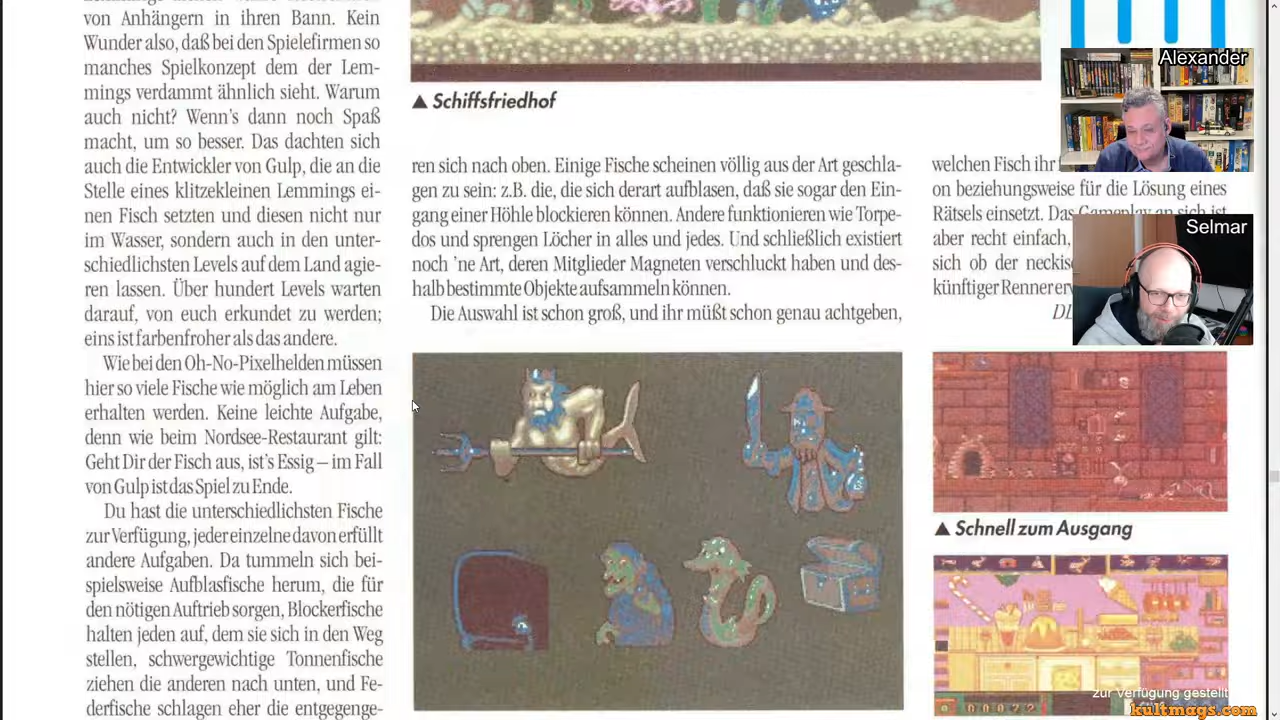 von Anhängern in ihren Bann. Kein
Wunder also, daß bei den Spielefirmen so
manches Spielkonzept dem der Lem-
mings verdammt ähnlich sieht. Warum
auch nicht? Wenn's dann noch Spaß
macht, um so besser. Das dachten sich
auch die Entwickler von Gulp, die an die
Stelle eines Klitzekleinen Lemmings ei-
nen Fisch setzten und diesen nicht nur
im Wasser, sondern auch in den unter-
schiedlichsten Levels auf den Land agie-
ren lassen. Über hundert Levels warten
darauf, von euch erkundet zu werden;
eins ist farbenfroher als das andere.
Wie bei den Oh-No-Pixelhelden müssen
hier so viele Fische wie möglich am Leben
erhalten werden. Keine leichte Aufgabe,
denn wie beim Nordsee-Restaurant gilt:
Geht Dir der Fisch aus, ist's Essig – im Fall
von Gulp ist das Spiel zu Ende.
Du hast die unterschiedlichsten Fische
zur Verfügung, jeder einzelne davon erfüllt
andere Aufgaben. Da tummeln sich bei-
spielsweise Aufblasfische herum, die für
den nötigen Auftrieb sorgen, Blockerfische
halten jeden auf, dem sie sich in den Weg
stellen, schwergewichtige Tonnenfische
ziehen die anderen nach unten, und Fe-
derfische schlagen für die
▲ Schiffsfriedhof
ren sich nach oben. Einige Fische scheinen völlig aus der Art geschla-
gen zu sein: z.B. die, die sich derart aufblasen, daß sie sogar den Ein-
gang einer Höhle blockieren können. Andere funktionieren wie Torpe-
dos und sprengen Löcher in alles und jedes. Und schließlich existiert
noch 'ne Art, deren Mitglieder Magneten verschluckt haben und des-
halb bestimmte Objekte aufsammeln können.
Die Auswahl ist schon groß, und ihr müßt schon genau achtgeben,
welchen Fisch ihr
on beziehungsweise für die Lösung eines
Rätsels einsetzt. Das Gameplay an sich ist
aber recht einfach,
sich ob der
künftiger Renner
▲ Schnell zum Ausgang
Alexander
Selmar
zur Verfügung gestellt
kultmags.com